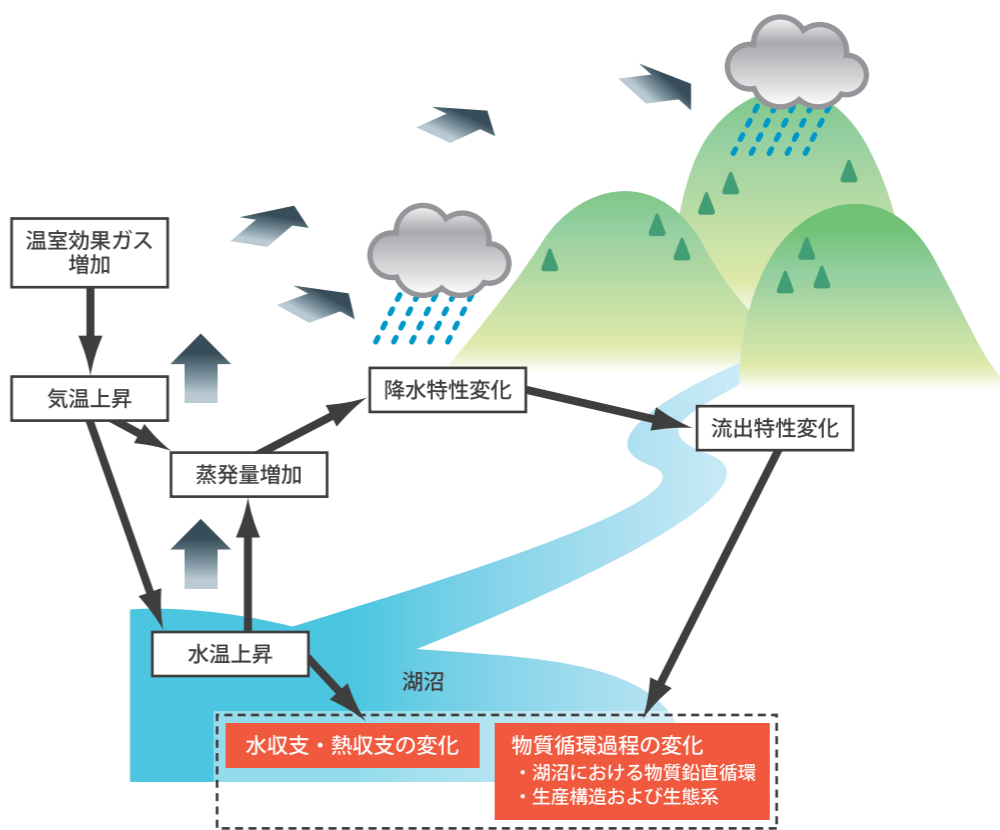 温室効果ガス
増加
気温上昇
蒸発量増加
降水特性変化
流出特性変化
水温上昇
湖沼
水収支・熱収支の変化
物質循環過程の変化
・湖沼における物質鉛直循環
・生産構造および生態系